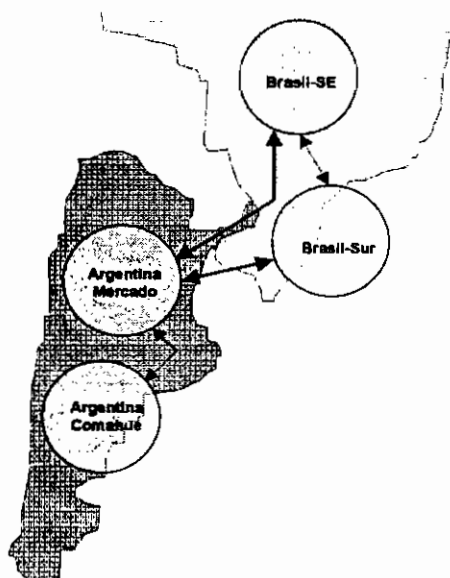 Brasil-SE
Brasil-Sur
Argentina
Mercado
Argentina
Comahue